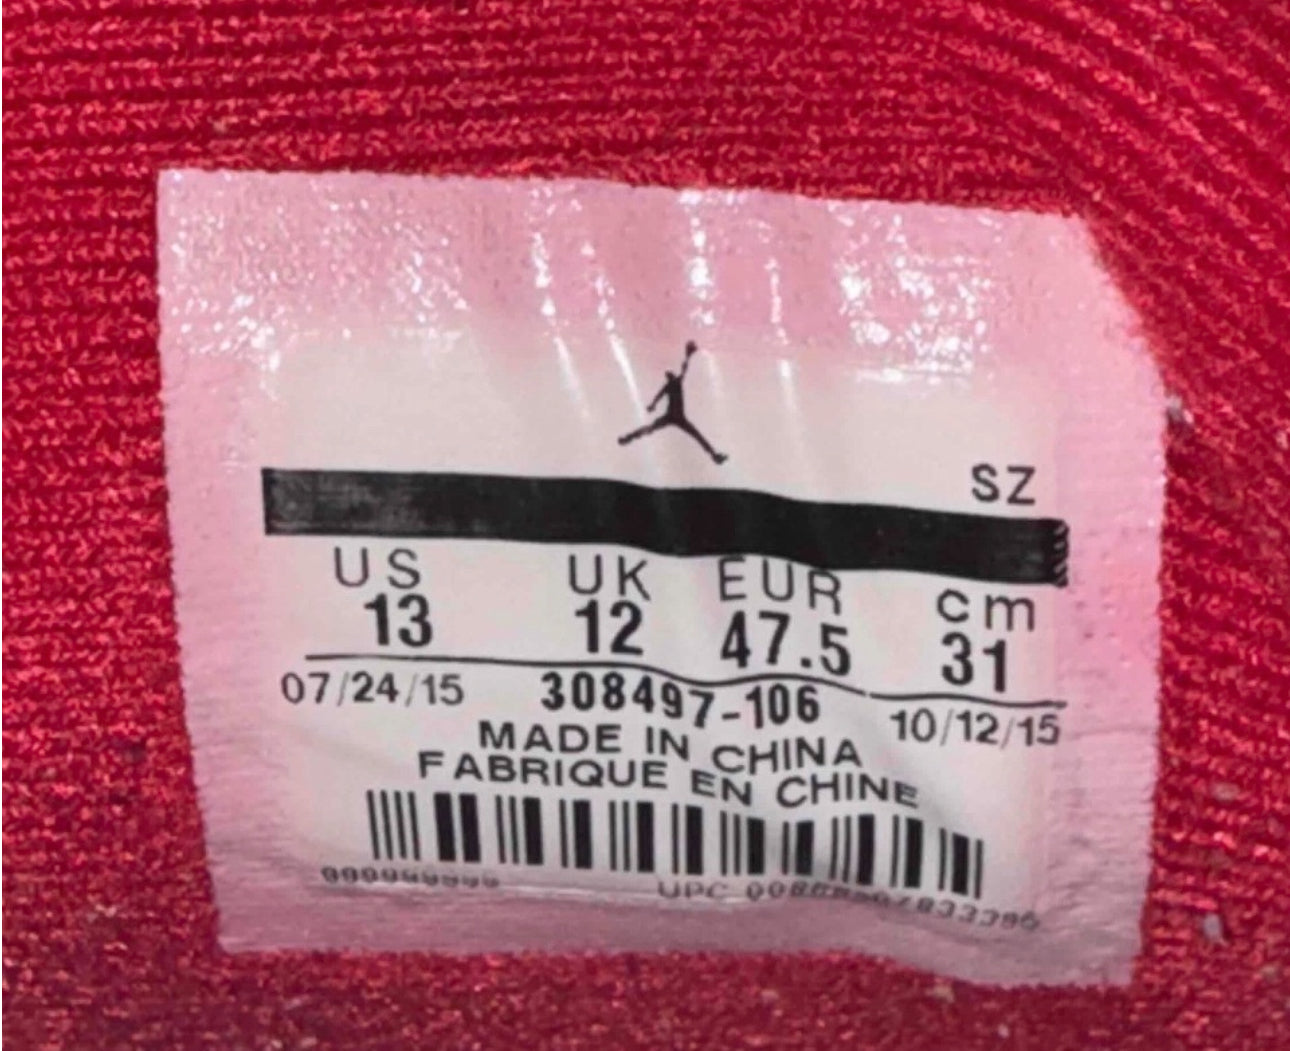 SZ
US UK EUR cm
13 12 47.5 31
07/24/15 308497-106 10/12/15
MADE IN CHINA
FABRIQUE EN CHINE
UPC